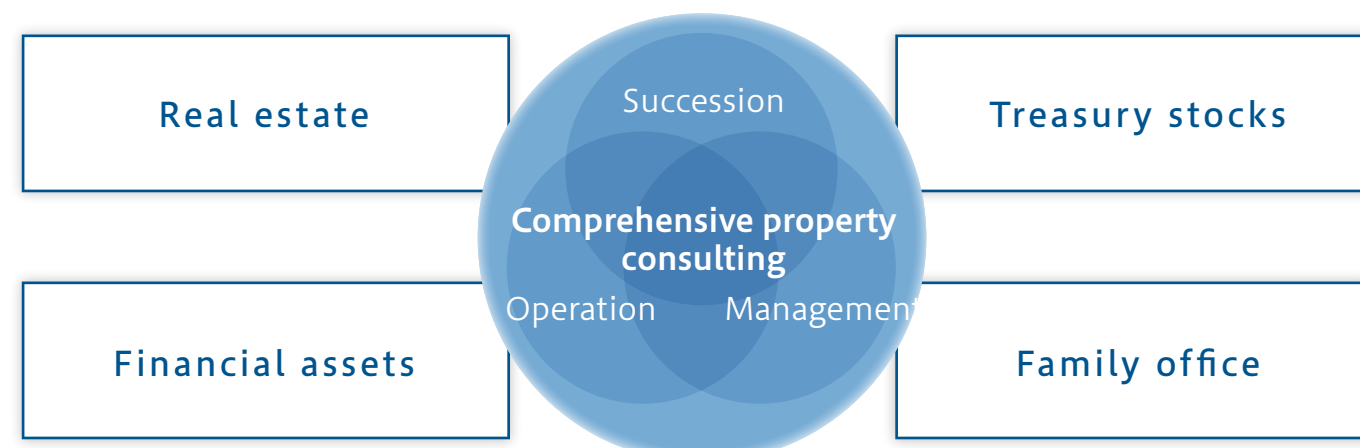 Real estate
Succession
Treasury stocks
Comprehensive property
consulting
Operation
Management
Financial assets
Family office